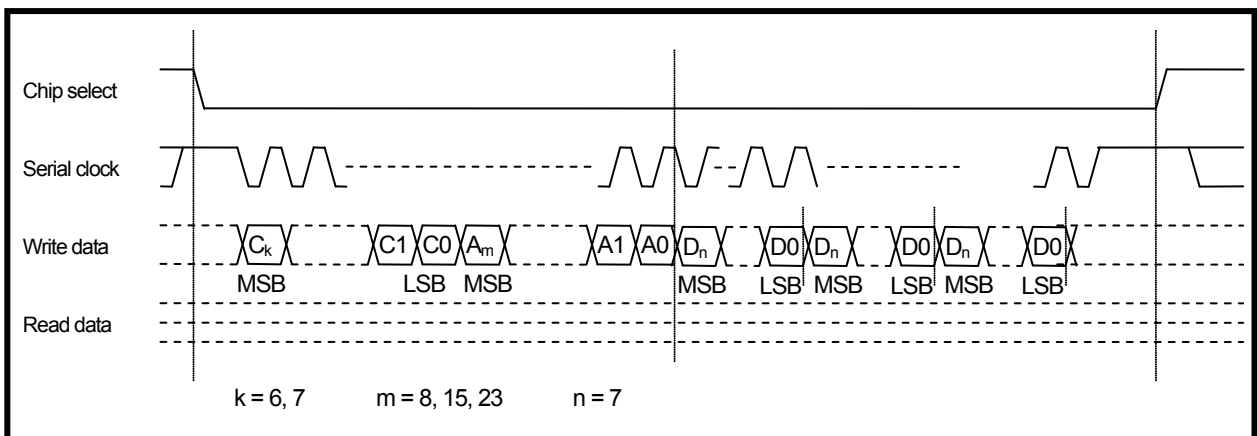 Chip select
Serial clock
Write data Cₖ C1 C0 Aₘ A1 A0 Dₙ D0 Dₙ D0 Dₙ D0
MSB LSB MSB MSB LSB MSB LSB MSB LSB
Read data
k = 6, 7 m = 8, 15, 23 n = 7